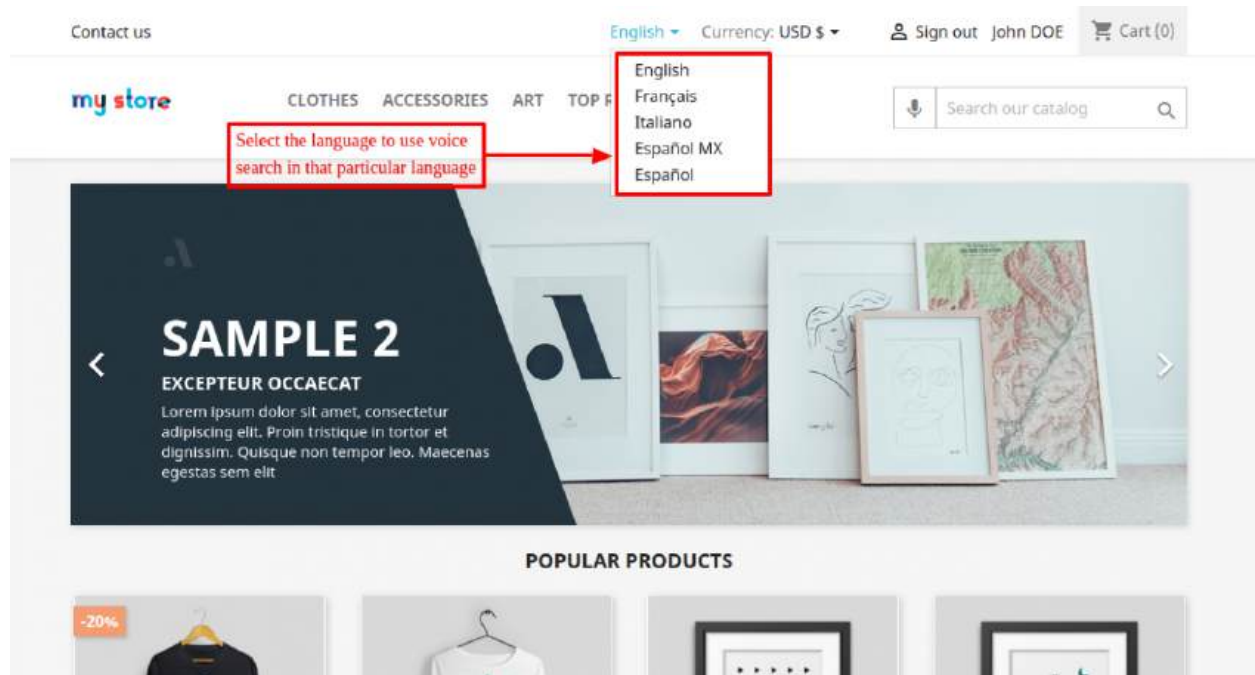 Contact us
English
Currency: USD $
Sign out John DOE
Cart (0)
English
Français
Italiano
Español MX
Español
my store
CLOTHES ACCESSORIES ART TOP
Search our catalog
Select the language to use voice
search in that particular language
SAMPLE 2
EXCEPTEUR OCCAECAT
Lorem ipsum dolor sit amet, consectetur
adipiscing elit. Proin tristique in tortor et
dignissim. Quisque non tempor leo. Maecenas
egestas sem elit
POPULAR PRODUCTS
-20%